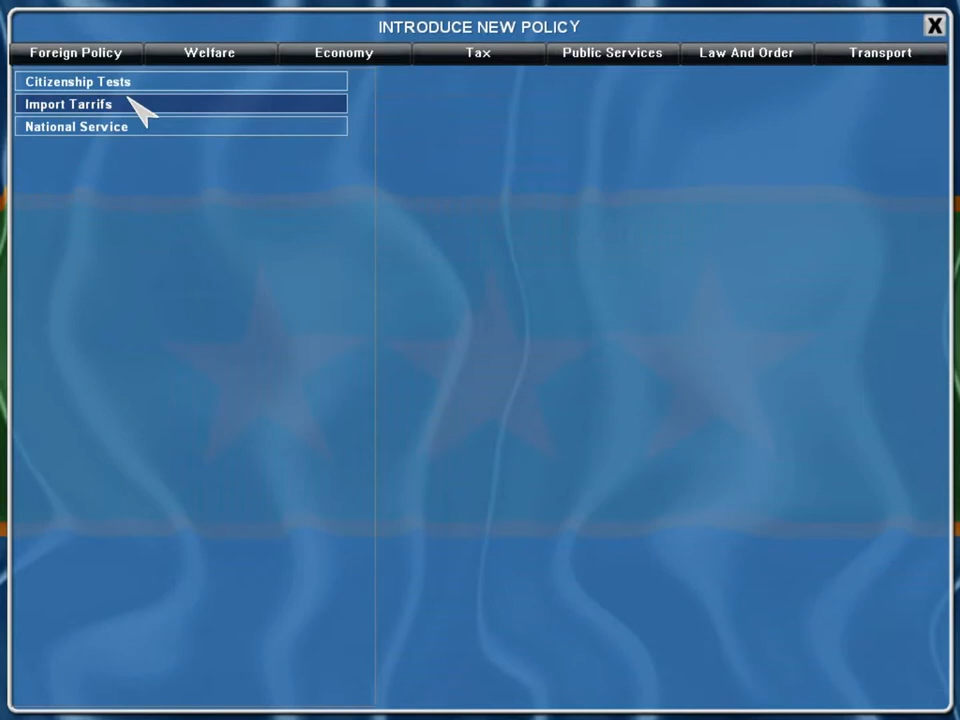 INTRODUCE NEW POLICY
X
Foreign Policy Welfare Economy Tax Public Services Law And Order Transport
Citizenship Tests
Import Tarrifs
National Service